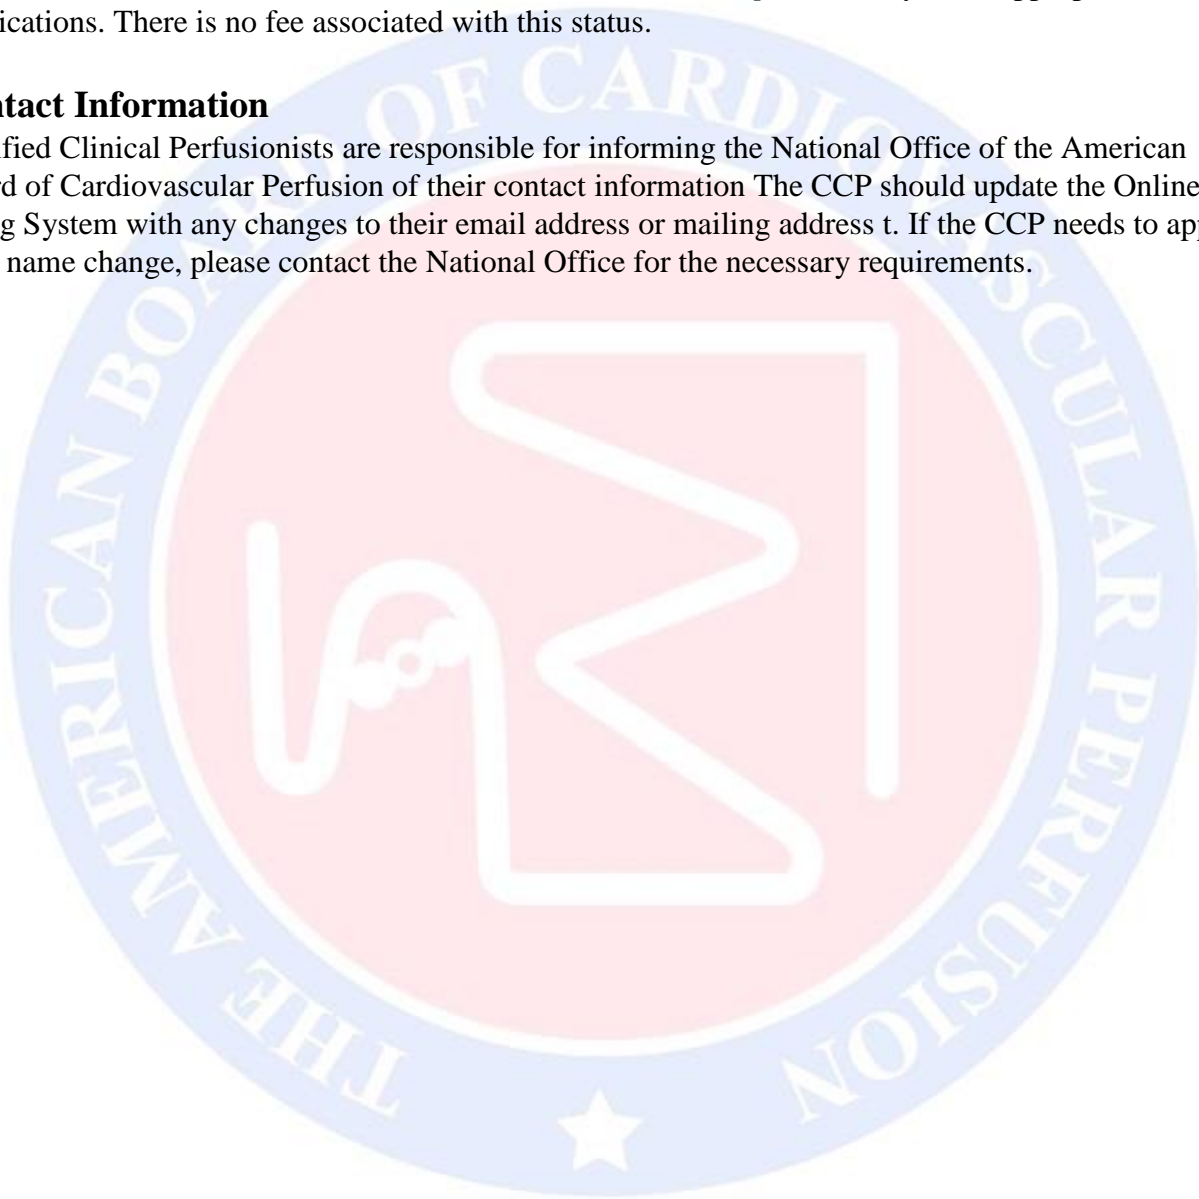 ications. There is no fee associated with this status.
ntact Information
ified Clinical Perfusionists are responsible for informing the National Office of the American
rd of Cardiovascular Perfusion of their contact information The CCP should update the Online
g System with any changes to their email address or mailing address t. If the CCP needs to ap
name change, please contact the National Office for the necessary requirements.
THE AMERICAN BOARD OF CARDIOVASCULAR PERFUSION